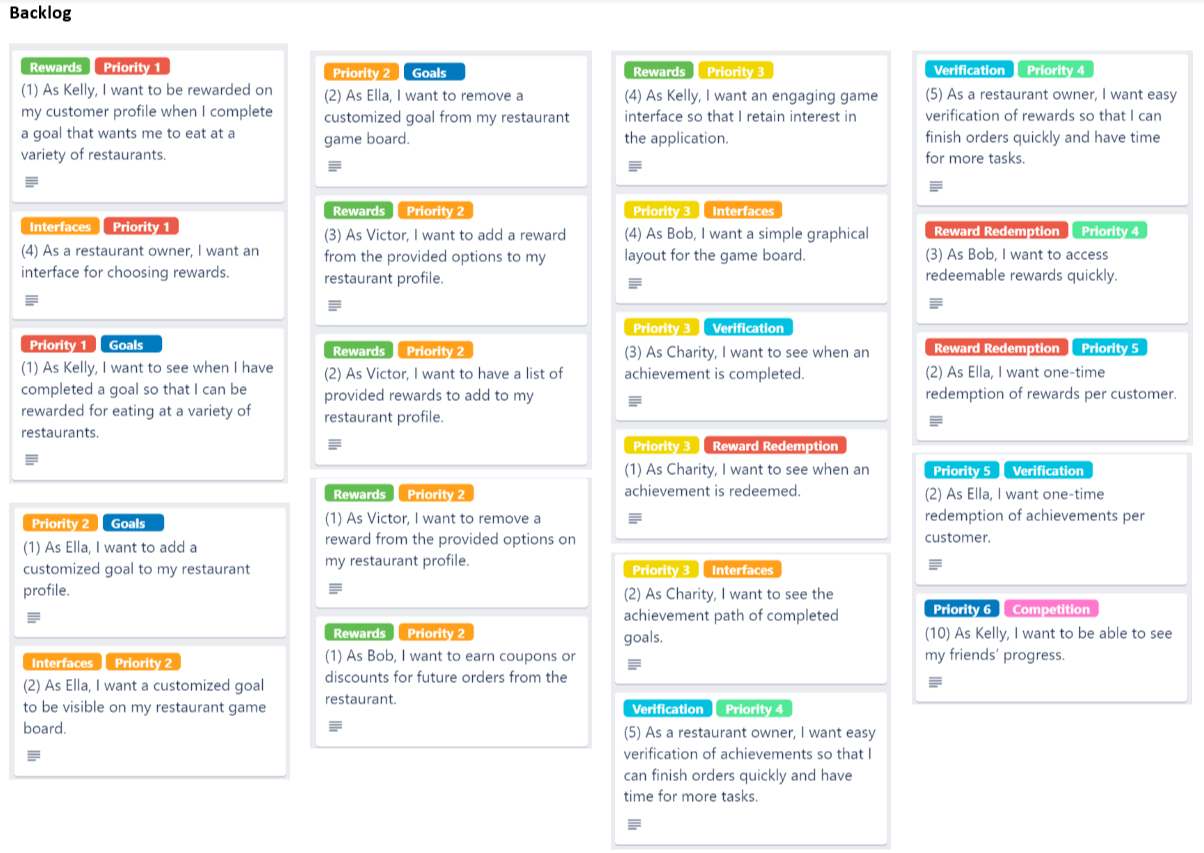 Backlog
Rewards Priority 1
(1) As Kelly, I want to be rewarded on
my customer profile when I complete
a goal that wants me to eat at a
variety of restaurants.
Interfaces Priority 1
(4) As a restaurant owner, I want an
interface for choosing rewards.
Priority 1 Goals
(1) As Kelly, I want to see when I have
completed a goal so that I can be
rewarded for eating at a variety of
restaurants.
Priority 2 Goals
(1) As Ella, I want to add a
customized goal to my restaurant
profile.
Interfaces Priority 2
(2) As Ella, I want a customized goal
to be visible on my restaurant game
board.
Priority 2 Goals
(2) As Ella, I want to remove a
customized goal from my restaurant
game board.
Rewards Priority 2
(3) As Victor, I want to add a reward
from the provided options to my
restaurant profile.
Rewards Priority 2
(2) As Victor, I want to have a list of
provided rewards to add to my
restaurant profile.
Rewards Priority 2
(1) As Victor, I want to remove a
reward from the provided options on
my restaurant profile.
Rewards Priority 2
(1) As Bob, I want to earn coupons or
discounts for future orders from the
restaurant.
Rewards Priority 3
(4) As Kelly, I want an engaging game
interface so that I retain interest in
the application.
Priority 3 Interfaces
(4) As Bob, I want a simple graphical
layout for the game board.
Priority 3 Verification
(3) As Charity, I want to see when an
achievement is completed.
Priority 3 Reward Redemption
(1) As Charity, I want to see when an
achievement is redeemed.
Priority 3 Interfaces
(2) As Charity, I want to see the
achievement path of completed
goals.
Verification Priority 4
(5) As a restaurant owner, I want easy
verification of achievements so that I
can finish orders quickly and have
time for more tasks.
Verification Priority 4
(5) As a restaurant owner, I want easy
verification of rewards so that I can
finish orders quickly and have time
for more tasks.
Reward Redemption Priority 4
(3) As Bob, I want to access
redeemable rewards quickly.
Reward Redemption Priority 5
(2) As Ella, I want one-time
redemption of rewards per customer.
Priority 5 Verification
(2) As Ella, I want one-time
redemption of achievements per
customer.
Priority 6 Competition
(10) As Kelly, I want to be able to see
my friends' progress.